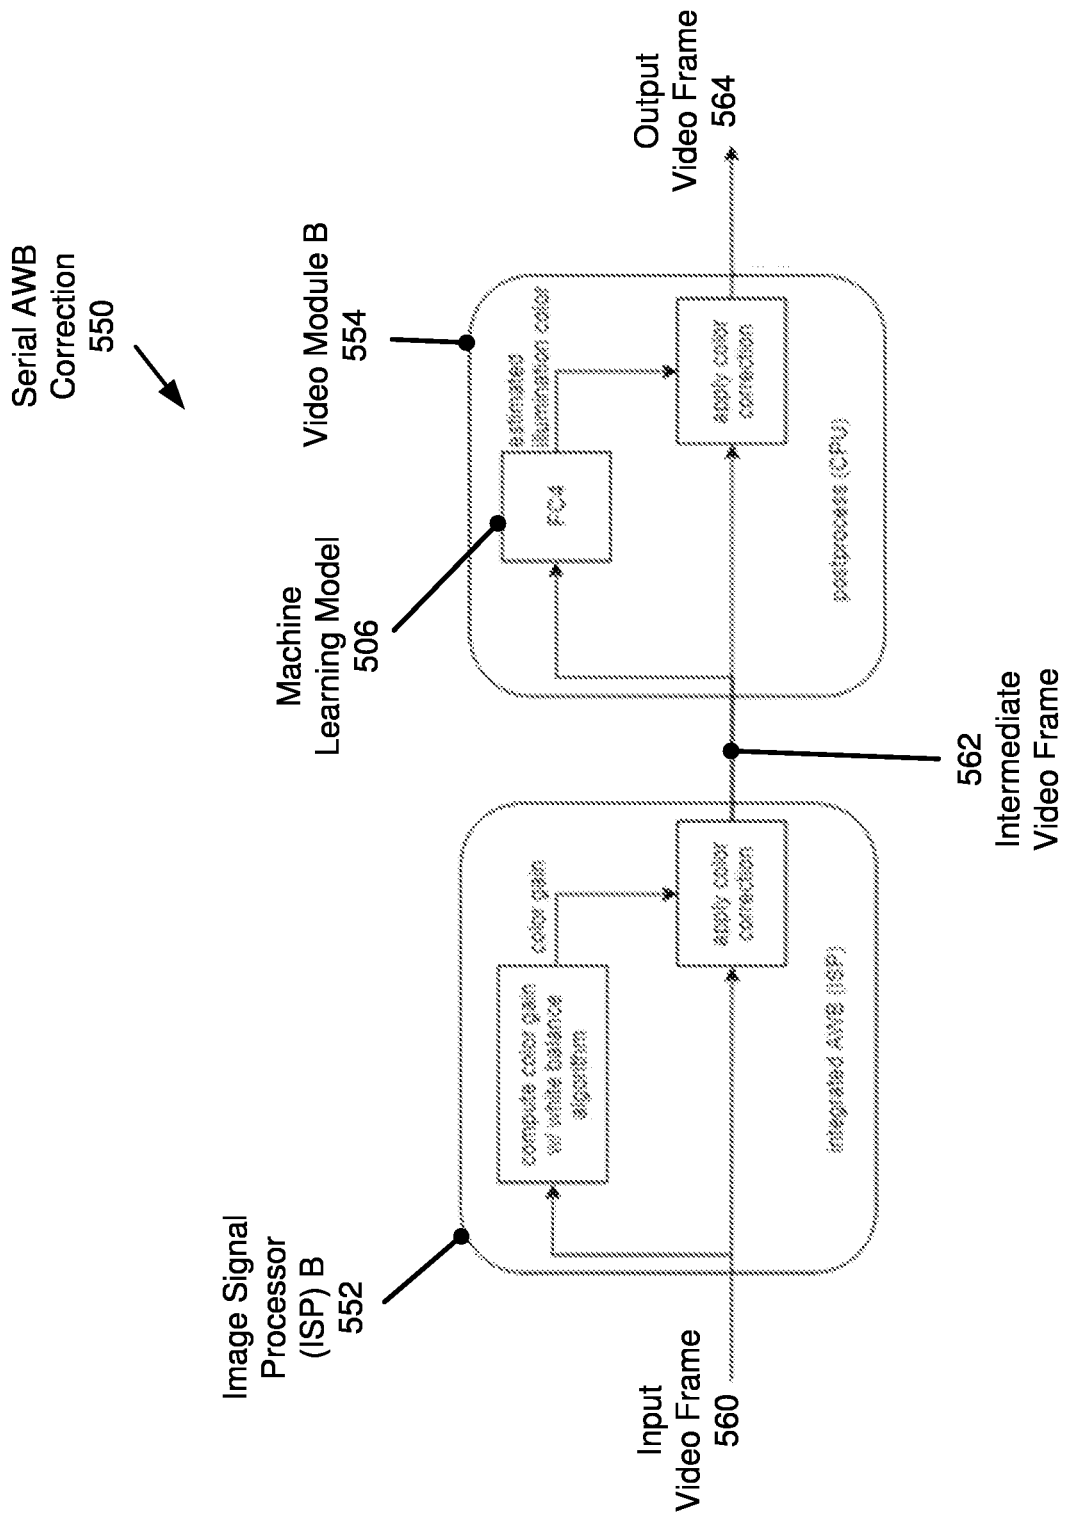 Serial AWB
Correction
550
Image Signal
Processor
(ISP) B
552
Machine
Learning Model
506
Video Module B
554
compute color gain
w/ white balance
algorithm
color gain
apply color
correction
integrated AWB (ISP)
FC4
estimated
illumination color
apply color
correction
postprocess (CPU)
Input
Video Frame
560
562
Intermediate
Video Frame
Output
Video Frame
564